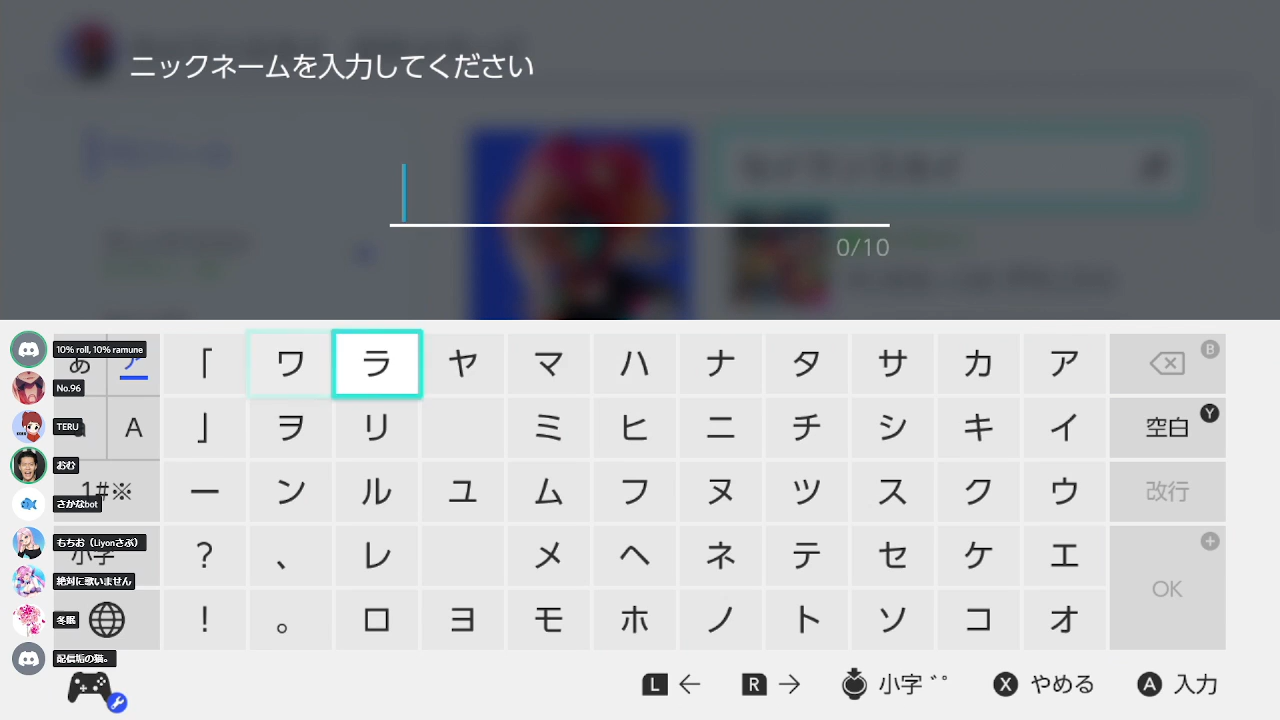 ニックネームを入力してください
0/10
10% roll, 10% ramune
No.96
TERU
おむ
さかなbot
もちお（Liyonさぶ）
絶対に歌いません
冬眠
配信垢の猫。
あ ア 「 ワ ラ ヤ マ ハ ナ タ サ カ ア B
A 」 ヲ リ ミ ヒ ニ チ シ キ イ 空白 Y
1#※ ー ン ル ユ ム フ ヌ ツ ス ク ウ 改行
小字 ? 、 レ メ ヘ ネ テ セ ケ エ OK
! 。 ロ ヨ モ ホ ノ ト ソ コ オ
L ← R → 小字 ゛゜ X やめる A 入力